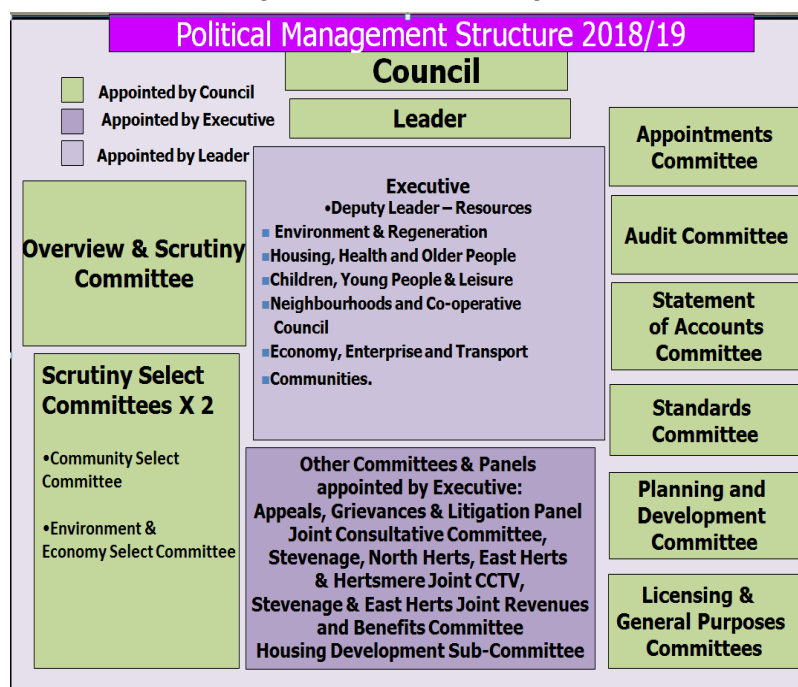 Political Management Structure 2018/19
Council
Appointed by Council
Appointed by Executive
Appointed by Leader
Leader
Executive
•Deputy Leader – Resources
Environment & Regeneration
Housing, Health and Older People
Children, Young People & Leisure
Neighbourhoods and Co-operative
Council
Economy, Enterprise and Transport
Communities.
Overview & Scrutiny
Committee
Scrutiny Select
Committees X 2
•Community Select
Committee
•Environment &
Economy Select Committee
Other Committees & Panels
appointed by Executive:
Appeals, Grievances & Litigation Panel
Joint Consultative Committee,
Stevenage, North Herts, East Herts
& Hertsmere Joint CCTV,
Stevenage & East Herts Joint Revenues
and Benefits Committee
Housing Development Sub-Committee
Appointments
Committee
Audit Committee
Statement
of Accounts
Committee
Standards
Committee
Planning and
Development
Committee
Licensing &
General Purposes
Committees